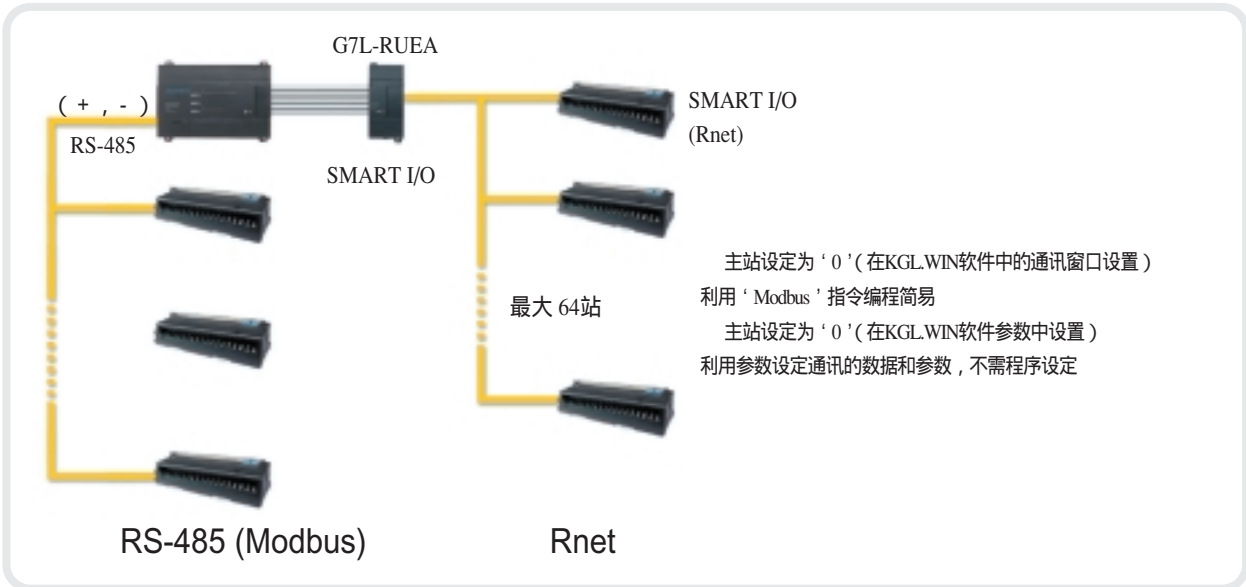 G7L-RUEA
( + , - )
RS-485
SMART I/O
SMART I/O
(Rnet)
最大 64站
主站设定为‘0’(在KGL.WIN软件中的通讯窗口设置)
利用‘Modbus’指令编程简易
主站设定为‘0’(在KGL.WIN软件参数中设置)
利用参数设定通讯的数据和参数,不需程序设定
RS-485 (Modbus)
Rnet